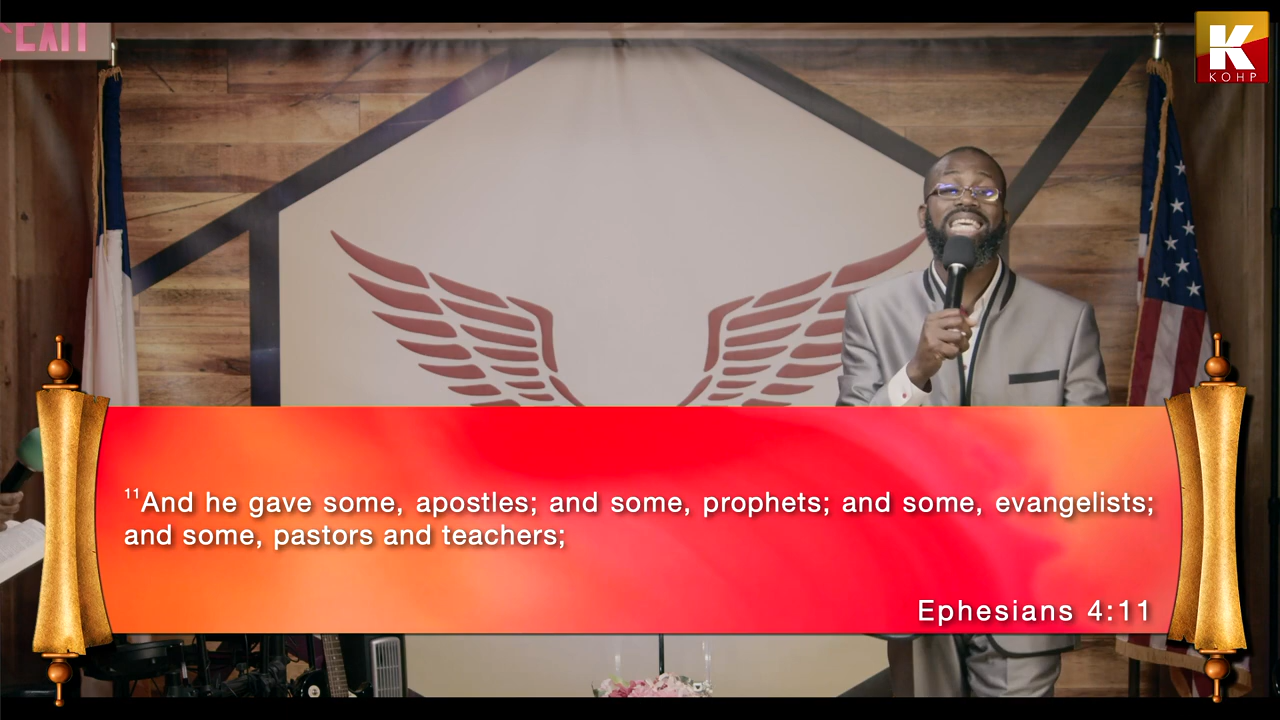 EXIT
K
KOHP
11And he gave some, apostles; and some, prophets; and some, evangelists;
and some, pastors and teachers;
Ephesians 4:11